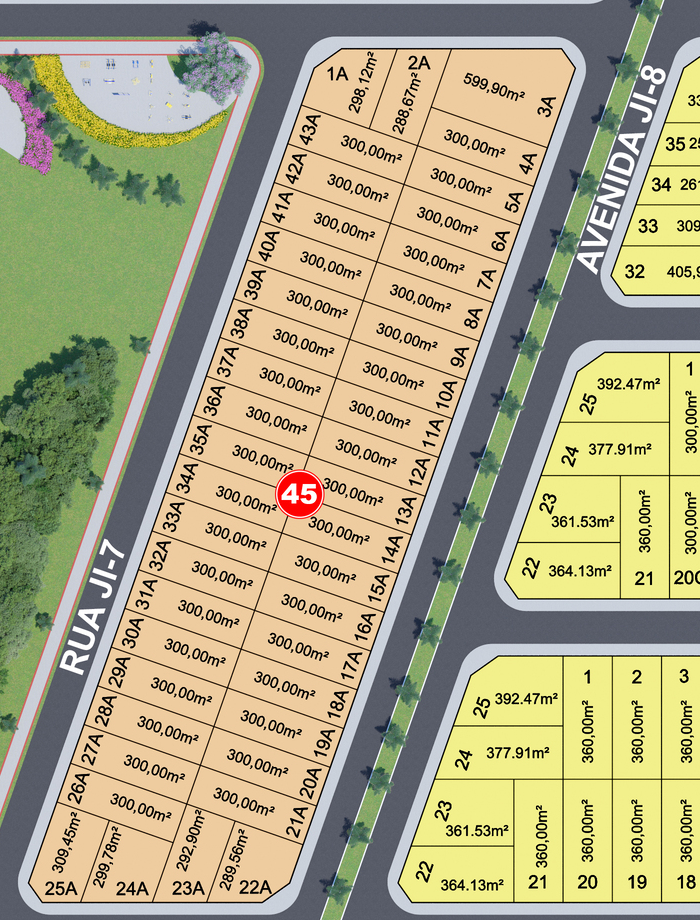 1A
298,12m²
2A
288,67m²
599,90m²
3A
43A
300,00m²
300,00m²
4A
42A
300,00m²
300,00m²
5A
41A
300,00m²
300,00m²
6A
40A
300,00m²
300,00m²
7A
39A
300,00m²
300,00m²
8A
38A
300,00m²
300,00m²
9A
37A
300,00m²
300,00m²
10A
36A
300,00m²
300,00m²
11A
35A
300,00m²
300,00m²
12A
34A
300,00m²
300,00m²
13A
33A
300,00m²
300,00m²
14A
32A
300,00m²
300,00m²
15A
31A
300,00m²
300,00m²
16A
30A
300,00m²
300,00m²
17A
29A
300,00m²
300,00m²
18A
28A
300,00m²
300,00m²
19A
27A
300,00m²
300,00m²
20A
26A
300,00m²
300,00m²
21A
309.45m²
25A
299.78m²
24A
292.90m²
23A
289,56m²
22A
45
RUA JI-7
AVENIDA JI-8
33
35 25
34 261
33 309
32 405,9
25 392.47m²
24 377.91m²
23 361.53m²
22 364.13m²
360,00m²
21
1
300,00m²
300,00m²
20
25 392.47m²
24 377.91m²
23 361.53m²
22 364.13m²
1
360,00m²
2
360,00m²
3
360,00m²
360,00m²
21
360,00m²
20
360,00m²
19
360,00m²
18